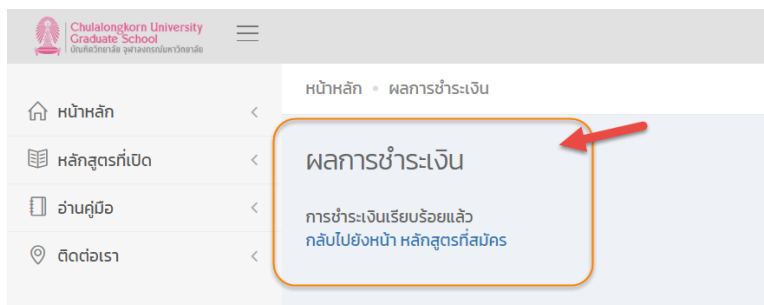 Chulalongkorn University
Graduate School
บัณฑิตวิทยาลัย จุฬาลงกรณ์มหาวิทยาลัย
หน้าหลัก • ผลการชำระเงิน
หน้าหลัก
หลักสูตรที่เปิด
อ่านคู่มือ
ติดต่อเรา
ผลการชำระเงิน
การชำระเงินเรียบร้อยแล้ว
กลับไปยังหน้า หลักสูตรที่สมัคร